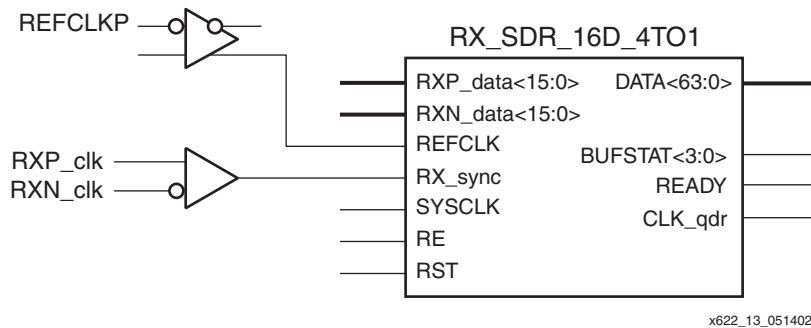 REFCLKP
RX_SDR_16D_4TO1
RXP_data<15:0> DATA<63:0>
RXN_data<15:0>
REFCLK
BUFSTAT<3:0>
RXP_clk
RX_sync
READY
RXN_clk
SYSCLK
CLK_qdr
RE
RST
x622_13_051402